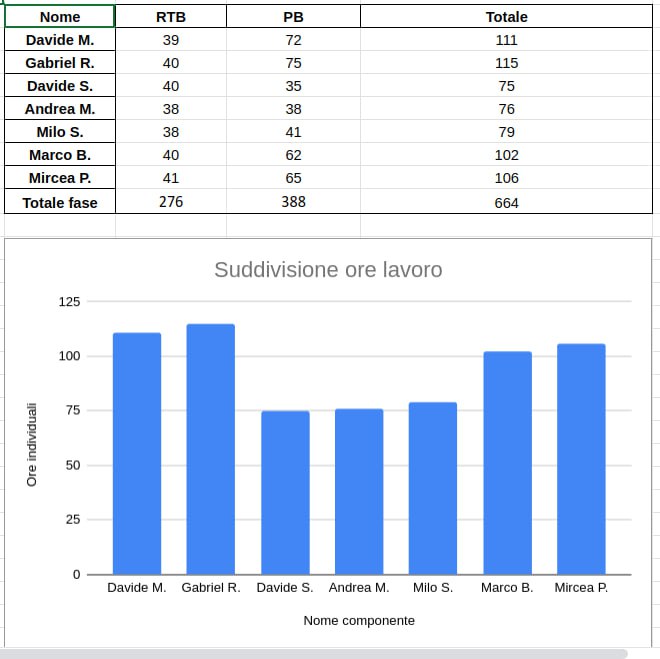 Nome RTB PB Totale
Davide M. 39 72 111
Gabriel R. 40 75 115
Davide S. 40 35 75
Andrea M. 38 38 76
Milo S. 38 41 79
Marco B. 40 62 102
Mircea P. 41 65 106
Totale fase 276 388 664
Suddivisione ore lavoro
125
100
75
50
25
0
Ore individuali
Davide M. Gabriel R. Davide S. Andrea M. Milo S. Marco B. Mircea P.
Nome componente